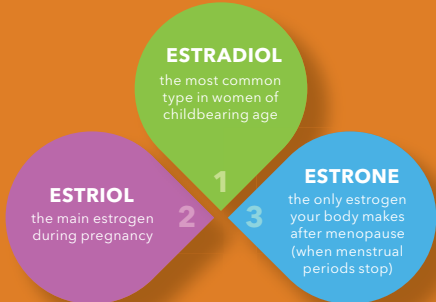 ESTRADIOL
the most common
type in women of
childbearing age
1
ESTRIOL
the main estrogen
during pregnancy
2
3
ESTRONE
the only estrogen
your body makes
after menopause
(when menstrual
periods stop)